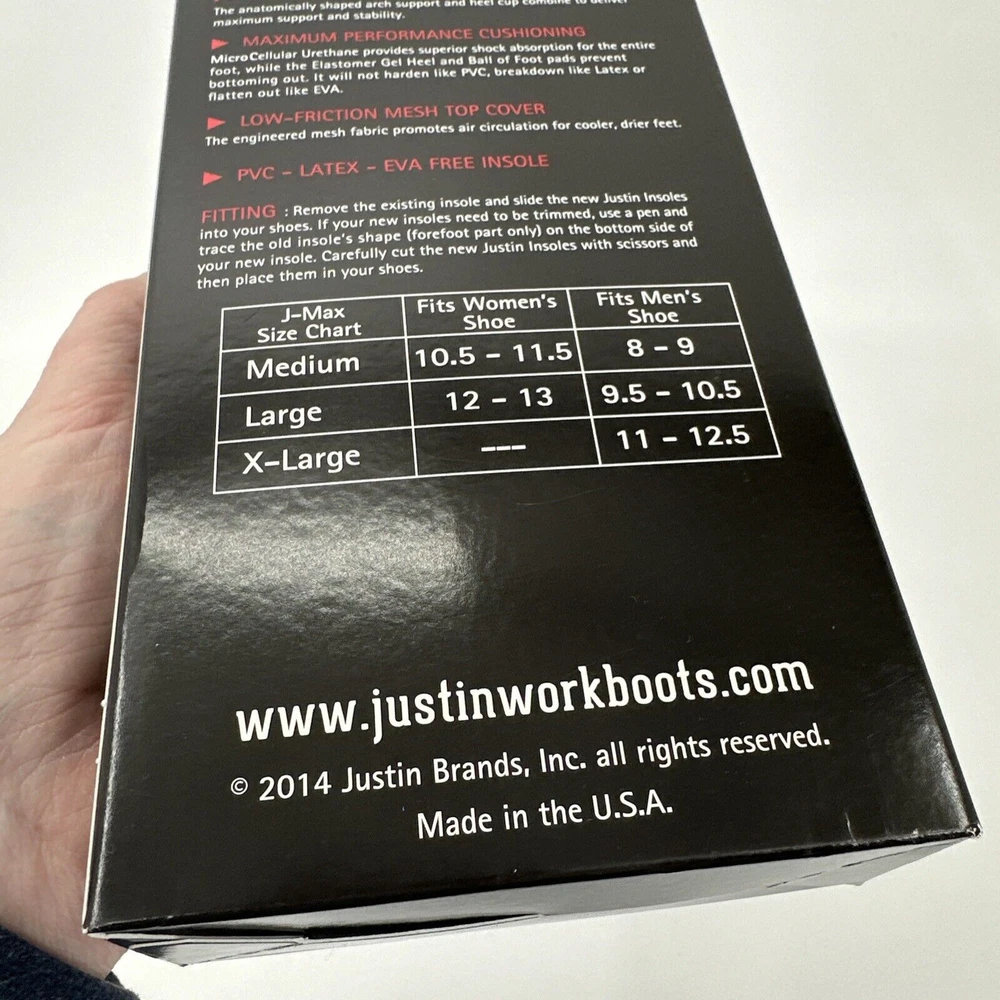 The anatomically shaped arch support and heel cup combine to deliver
maximum support and stability.
► MAXIMUM PERFORMANCE CUSHIONING
MicroCellular Urethane provides superior shock absorption for the entire
foot, while the Elastomer Gel Heel and Ball of Foot pads prevent
bottoming out. It will not harden like PVC, breakdown like Latex or
flatten out like EVA.
► LOW-FRICTION MESH TOP COVER
The engineered mesh fabric promotes air circulation for cooler, drier feet.
► PVC - LATEX - EVA FREE INSOLE
FITTING : Remove the existing insole and slide the new Justin Insoles
into your shoes. If your new insoles need to be trimmed, use a pen and
trace the old insole's shape (forefoot part only) on the bottom side of
your new insole. Carefully cut the new Justin Insoles with scissors and
then place them in your shoes.
J-Max Size Chart Fits Women's Shoe Fits Men's Shoe
Medium 10.5 - 11.5 8 - 9
Large 12 - 13 9.5 - 10.5
X-Large --- 11 - 12.5
www.justinworkboots.com
© 2014 Justin Brands, Inc. all rights reserved.
Made in the U.S.A.